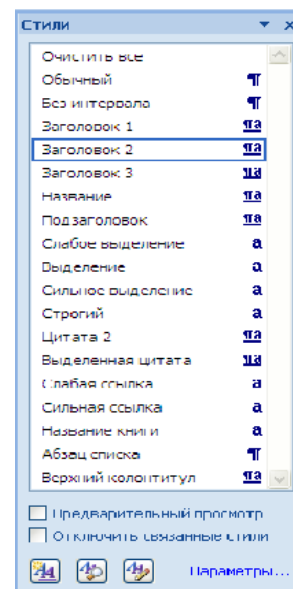 Стили
Очистить все
Обычный ¶
Без интервала ¶
Заголовок 1 ¶a
Заголовок 2 ¶a
Заголовок 3 ¶a
Название ¶a
Подзаголовок ¶a
Слабое выделение a
Выделение a
Сильное выделение a
Строгий a
Цитата 2 ¶a
Выделенная цитата ¶a
Слабая ссылка a
Сильная ссылка a
Название книги a
Абзац списка ¶
Верхний колонтитул ¶a
Предварительный просмотр
Отключить связанные стили
Параметры...